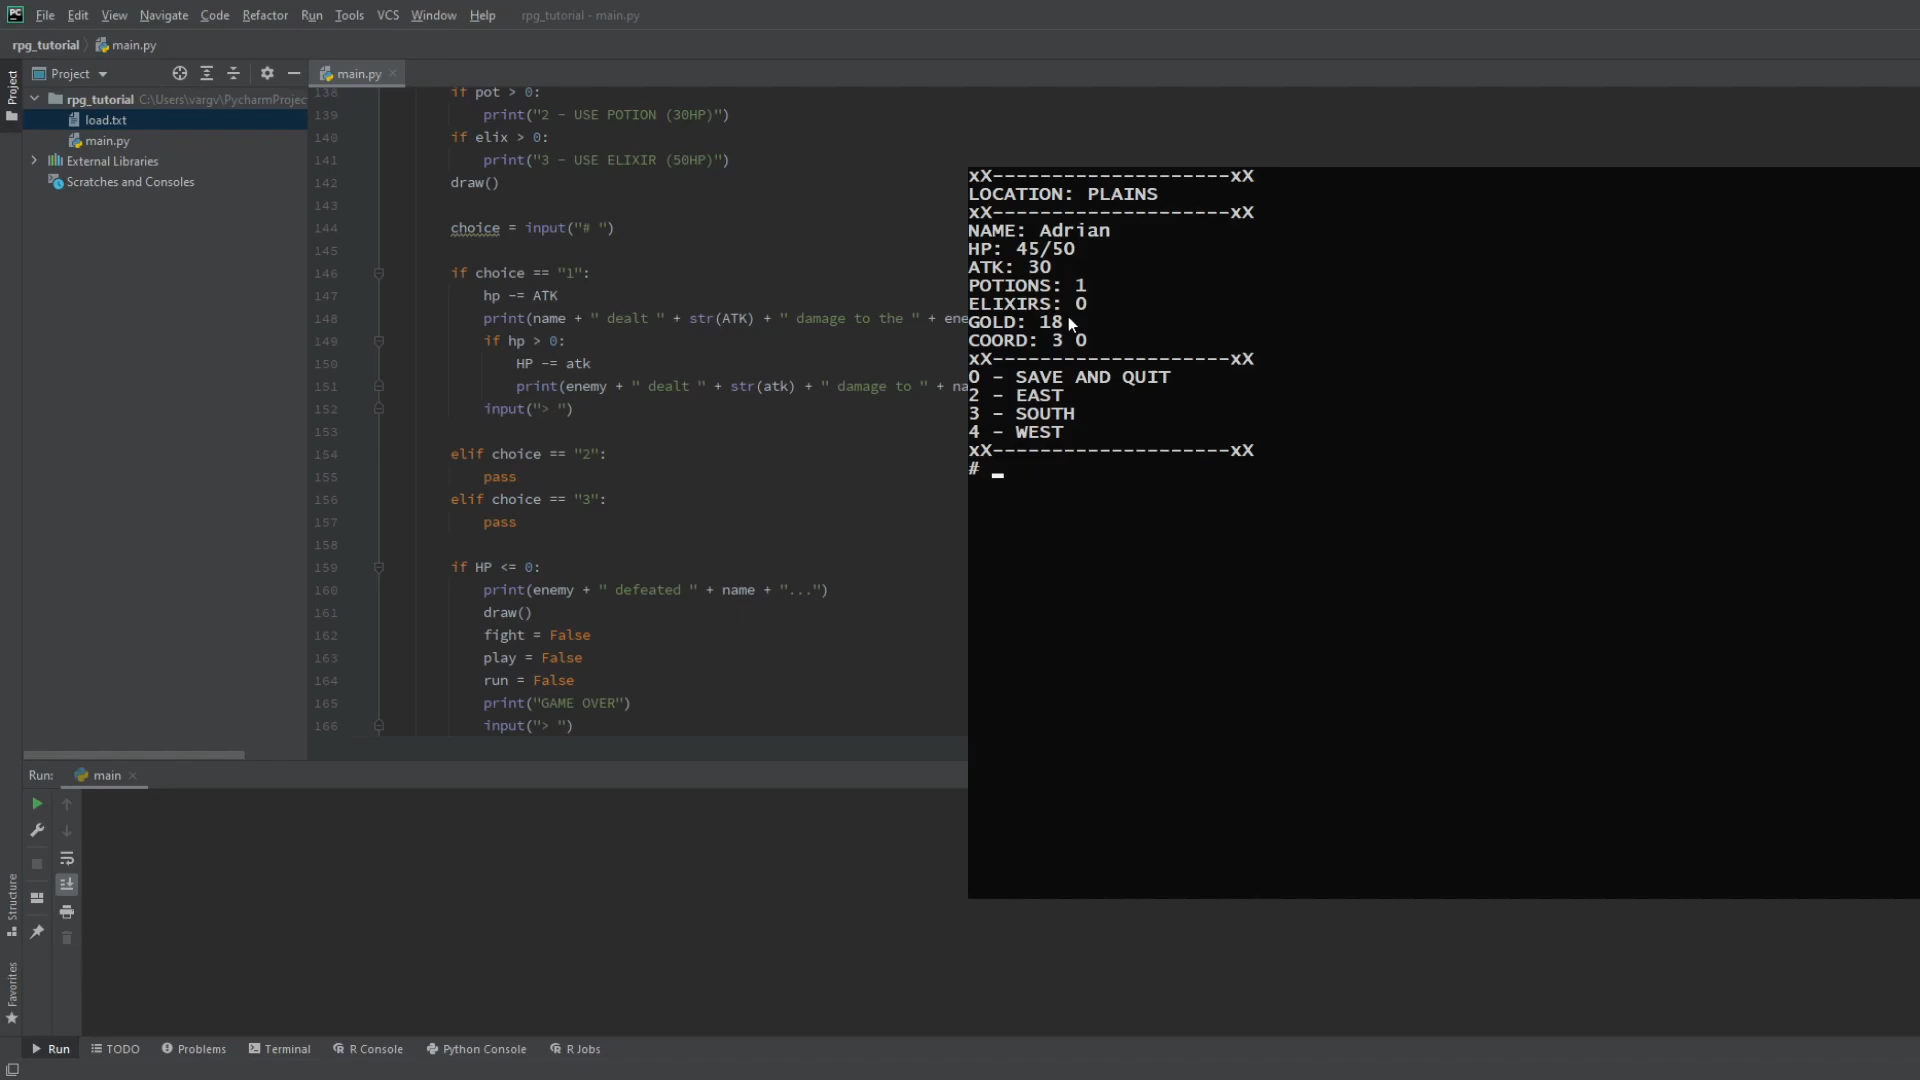 File Edit View Navigate Code Refactor Run Tools VCS Window Help rpg_tutorial - main.py
rpg_tutorial main.py
Project main.py
Project
rpg_tutorial C:\Users\vargv\PycharmProjec
load.txt
main.py
External Libraries
Scratches and Consoles
138 if pot > 0:
139 print("2 - USE POTION (30HP)")
140 if elix > 0:
141 print("3 - USE ELIXIR (50HP)")
142 draw()
143
144 choice = input("# ")
145
146 if choice == "1":
147 hp -= ATK
148 print(name + " dealt " + str(ATK) + " damage to the " + ene
149 if hp > 0:
150 HP -= atk
151 print(enemy + " dealt " + str(atk) + " damage to " + na
152 input("> ")
153
154 elif choice == "2":
155 pass
156 elif choice == "3":
157 pass
158
159 if HP <= 0:
160 print(enemy + " defeated " + name + "...")
161 draw()
162 fight = False
163 play = False
164 run = False
165 print("GAME OVER")
166 input("> ")
xX--------------------xX
LOCATION: PLAINS
xX--------------------xX
NAME: Adrian
HP: 45/50
ATK: 30
POTIONS: 1
ELIXIRS: 0
GOLD: 18
COORD: 3 0
xX--------------------xX
0 - SAVE AND QUIT
2 - EAST
3 - SOUTH
4 - WEST
xX--------------------xX
# _
Run: main
Structure
Favorites
Run TODO Problems Terminal R Console Python Console R Jobs